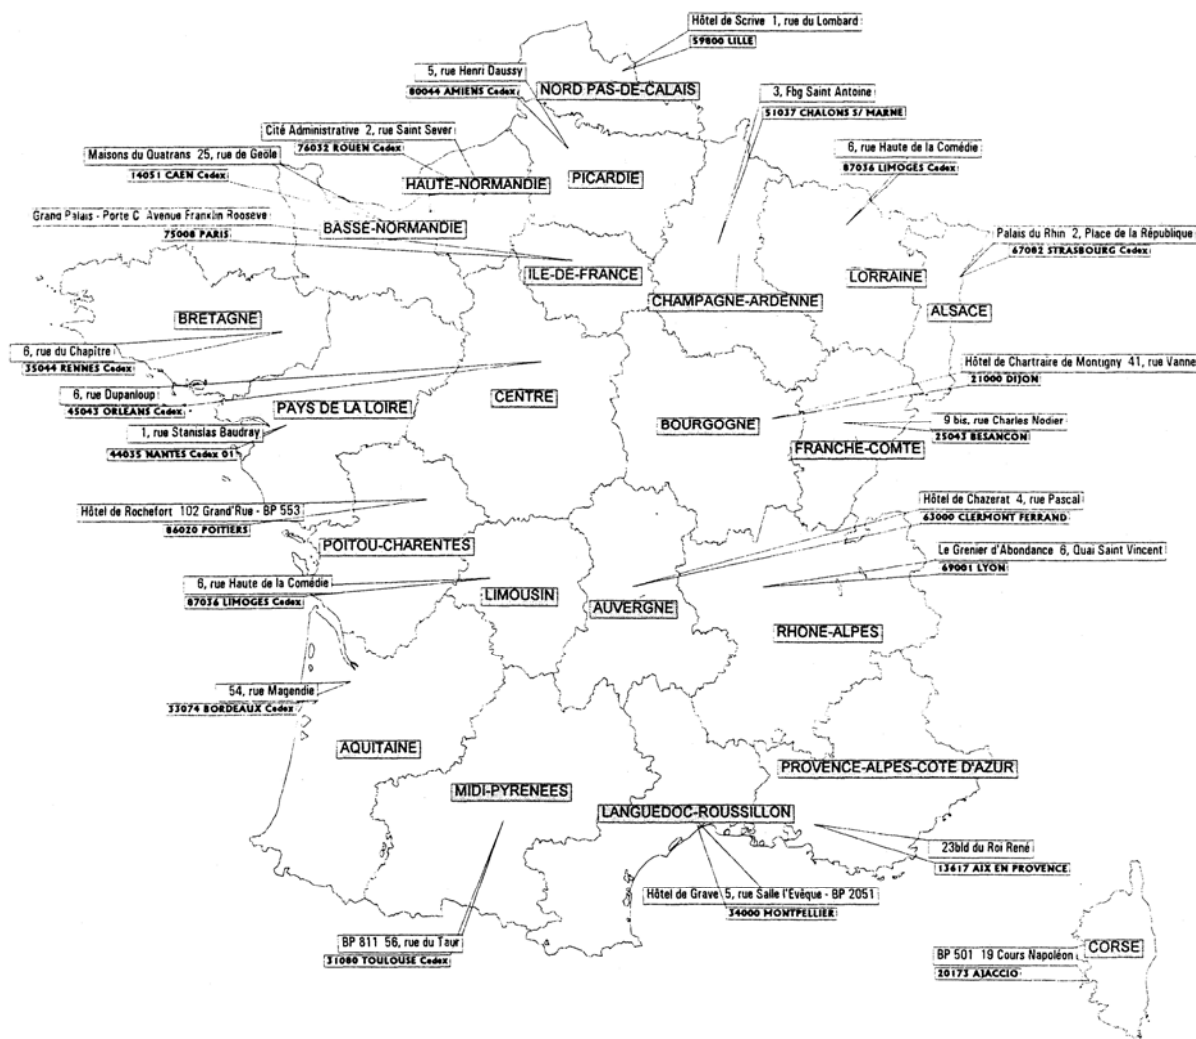 Hôtel de Scrive 1, rue du Lombard
59800 LILLE
5, rue Henri Daussy
80044 AMIENS Cedex
NORD PAS-DE-CALAIS
3, Fbg Saint Antoine
51037 CHALONS S/ MARNE
Cité Administrative 2, rue Saint Sever
76032 ROUEN Cedex
6, rue Haute de la Comédie
87036 LIMOGES Cedex
Maisons du Quatrans 25, rue de Geôle
14051 CAEN Cedex
HAUTE-NORMANDIE
PICARDIE
Grand Palais - Porte C Avenue Franklin Rooseve
75008 PARIS
BASSE-NORMANDIE
Palais du Rhin 2, Place de la République
67082 STRASBOURG Cedex
ILE-DE-FRANCE
LORRAINE
CHAMPAGNE-ARDENNE
ALSACE
BRETAGNE
6, rue du Chapître
35044 RENNES Cedex
Hôtel de Chartraire de Montigny 41, rue Vanne
21000 DIJON
6, rue Dupanloup
45043 ORLEANS Cedex
PAYS DE LA LOIRE
CENTRE
BOURGOGNE
9 bis, rue Charles Nodier
25043 BESANCON
1, rue Stanislas Baudray
44035 NANTES Cedex 01
FRANCHE-COMTE
Hôtel de Rochefort 102 Grand'Rue - BP 553
86020 POITIERS
Hôtel de Chazerat 4, rue Pascal
63000 CLERMONT FERRAND
POITOU-CHARENTES
Le Grenier d'Abondance 6, Quai Saint Vincent
69001 LYON
6, rue Haute de la Comédie
87036 LIMOGES Cedex
LIMOUSIN
AUVERGNE
RHONE-ALPES
54, rue Magendie
33074 BORDEAUX Cedex
AQUITAINE
PROVENCE-ALPES-COTE D'AZUR
MIDI-PYRENEES
LANGUEDOC-ROUSSILLON
23bld du Roi René
13617 AIX EN PROVENCE
Hôtel de Grave 5, rue Salle l'Evêque - BP 2051
34000 MONTPELLIER
BP 811 56, rue du Taur
31080 TOULOUSE Cedex
CORSE
BP 501 19 Cours Napoléon
20173 AJACCIO